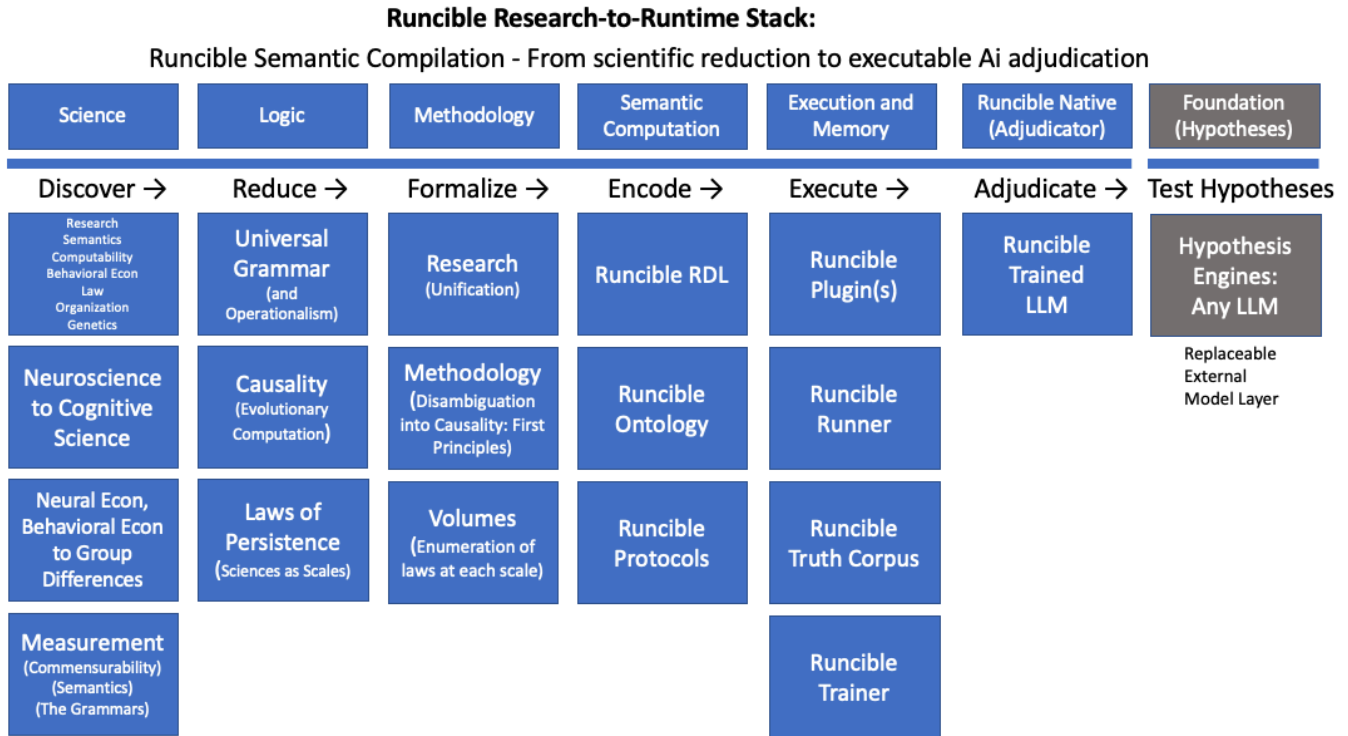 Runcible Research-to-Runtime Stack:
Runcible Semantic Compilation - From scientific reduction to executable Ai adjudication
Science
Logic
Methodology
Semantic
Computation
Execution and
Memory
Runcible Native
(Adjudicator)
Foundation
(Hypotheses)
Discover →
Reduce →
Formalize →
Encode →
Execute →
Adjudicate →
Test Hypotheses
Research
Semantics
Computability
Behavioral Econ
Law
Organization
Genetics
Universal
Grammar
(and
Operationalism)
Research
(Unification)
Runcible RDL
Runcible
Plugin(s)
Runcible
Trained
LLM
Hypothesis
Engines:
Any LLM
Neuroscience
to Cognitive
Science
Causality
(Evolutionary
Computation)
Methodology
(Disambiguation
into Causality: First
Principles)
Runcible
Ontology
Runcible
Runner
Replaceable
External
Model Layer
Neural Econ,
Behavioral Econ
to Group
Differences
Laws of
Persistence
(Sciences as Scales)
Volumes
(Enumeration of
laws at each scale)
Runcible
Protocols
Runcible
Truth Corpus
Measurement
(Commensurability)
(Semantics)
(The Grammars)
Runcible
Trainer